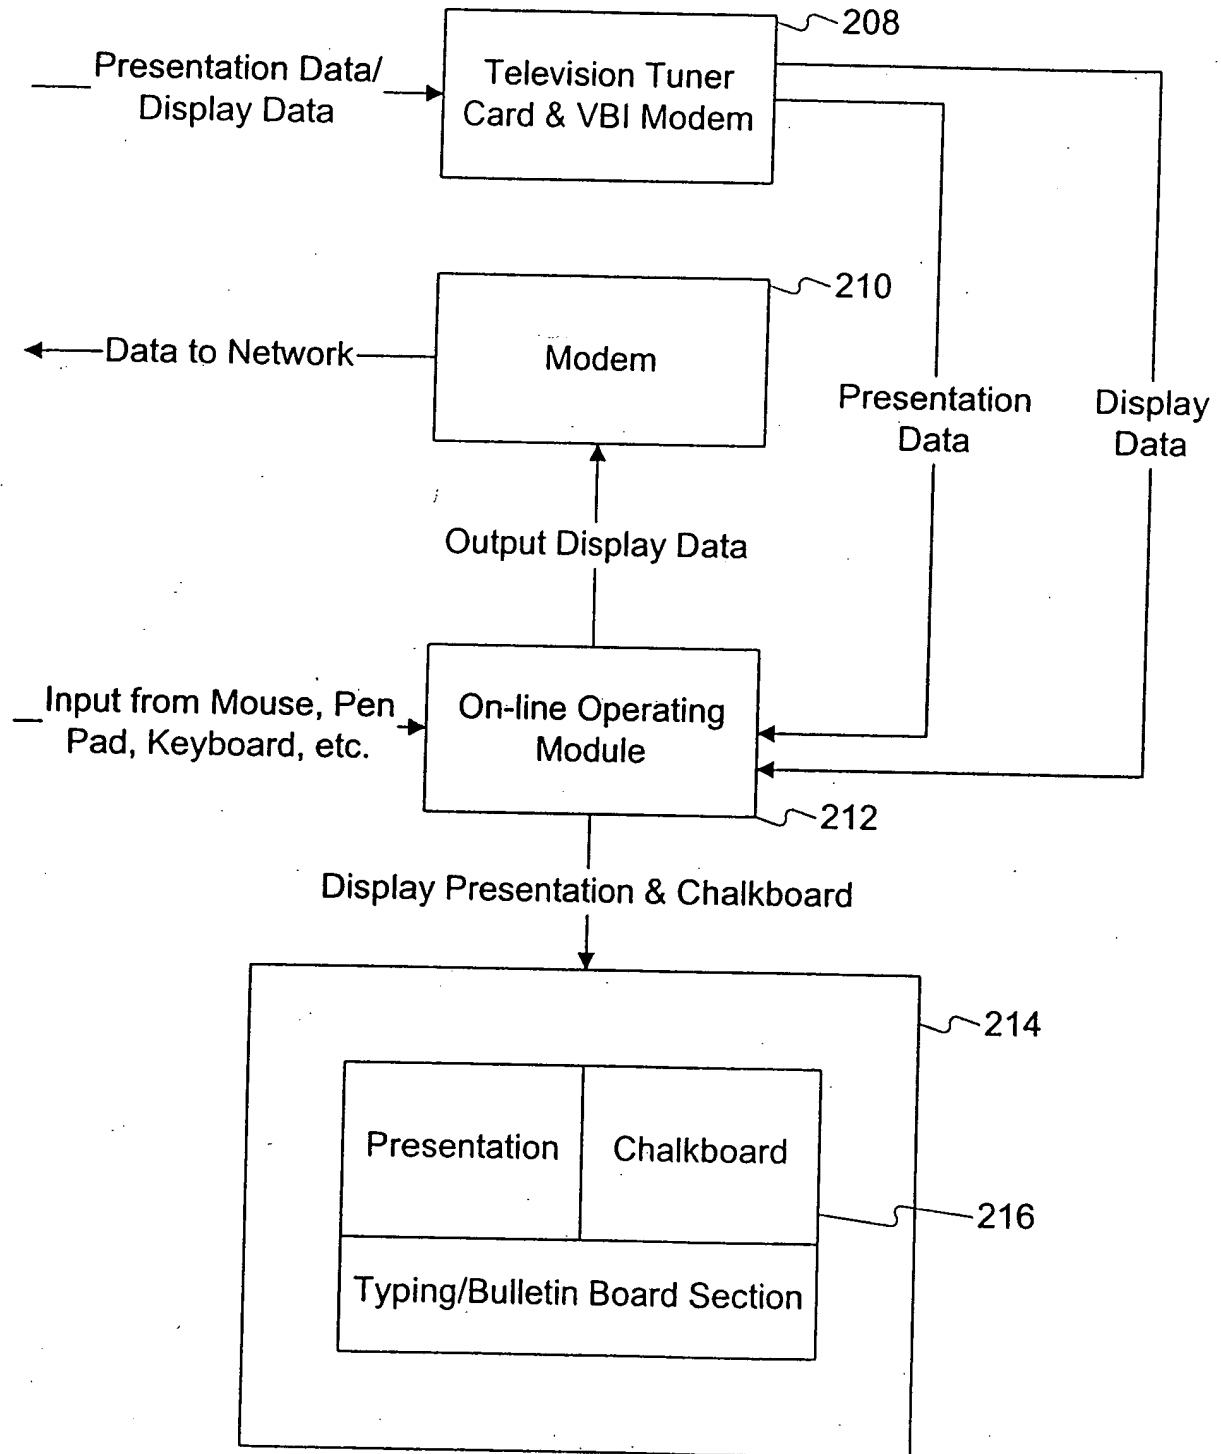 208
Presentation Data/
Display Data
Television Tuner
Card & VBI Modem
210
Data to Network
Modem
Presentation
Data
Display
Data
Output Display Data
Input from Mouse, Pen
Pad, Keyboard, etc.
On-line Operating
Module
212
Display Presentation & Chalkboard
214
Presentation
Chalkboard
216
Typing/Bulletin Board Section